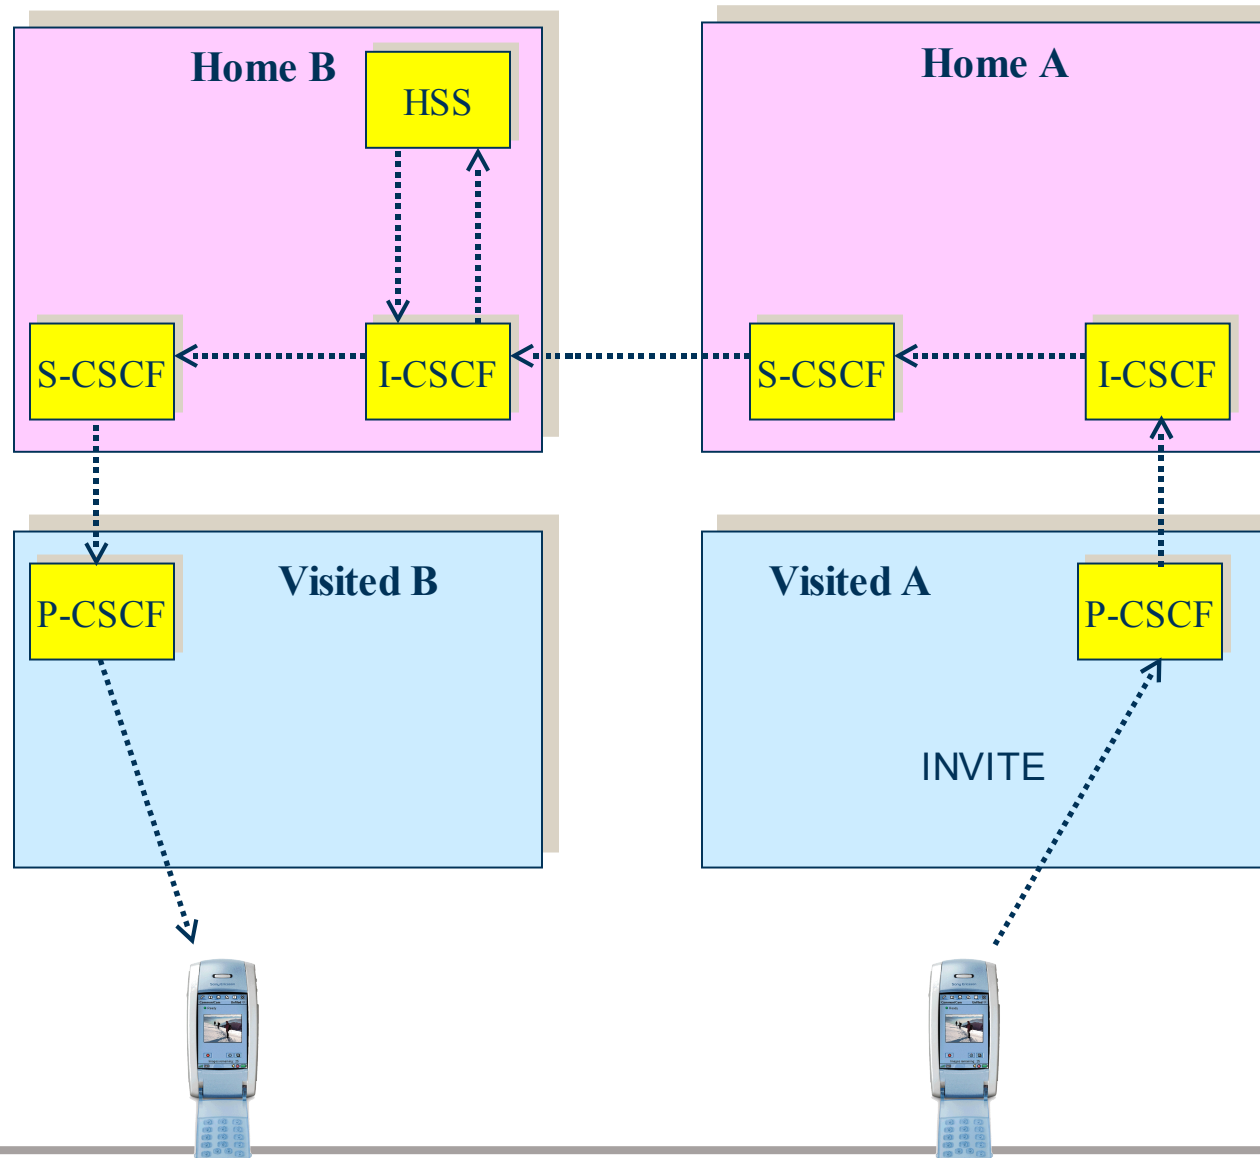 Home B
Home A
HSS
S-CSCF
I-CSCF
S-CSCF
I-CSCF
Visited B
Visited A
P-CSCF
P-CSCF
INVITE